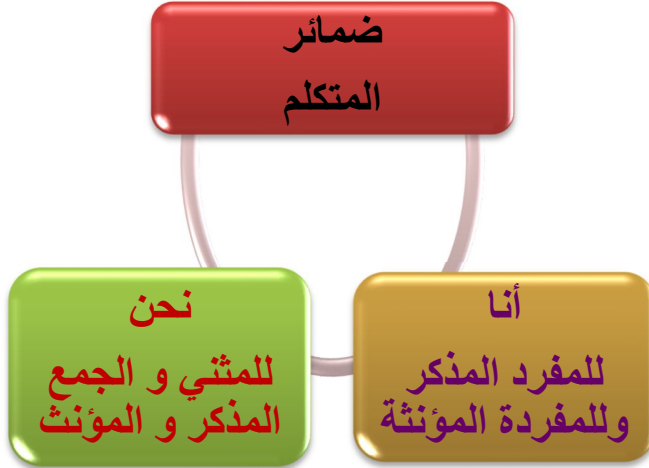 ضمائر
المتكلم
أنا
للمفرد المذكر
وللمفردة المؤنثة
نحن
للمثني و الجمع
المذكر و المؤنث